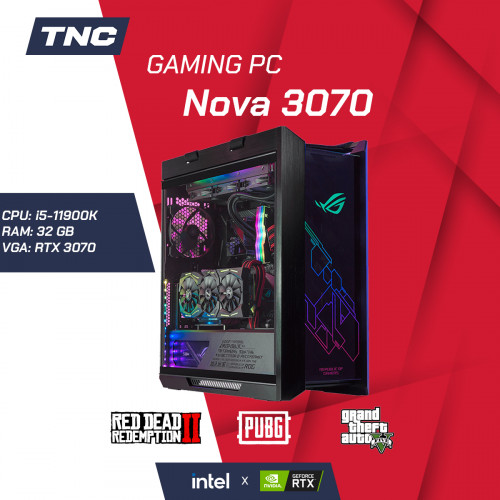 TNC
GAMING PC
Nova 3070
CPU: i5-11900K
RAM: 32 GB
VGA: RTX 3070
RED DEAD
REDEMPTION II
PUBG
grand
theft
auto V
intel x NVIDIA GEFORCE RTX